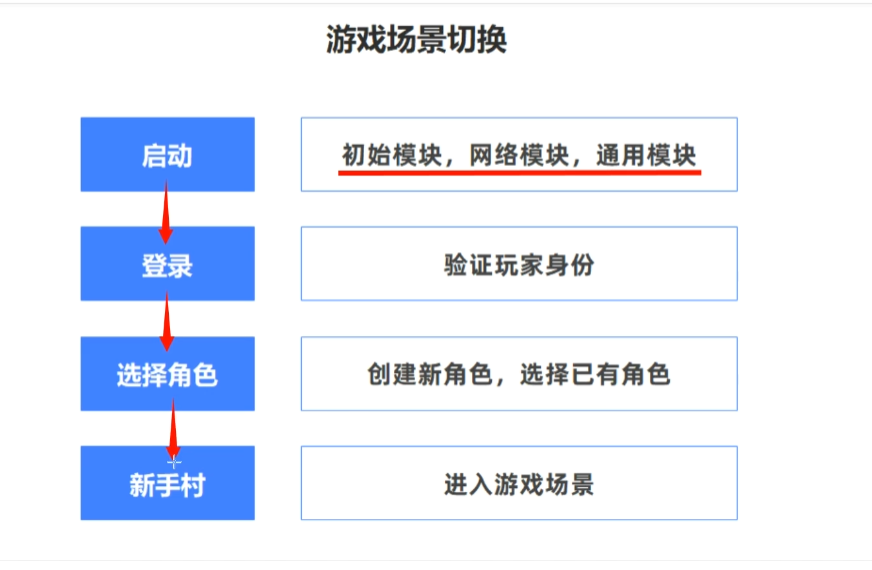 游戏场景切换
启动
初始模块，网络模块，通用模块
登录
验证玩家身份
选择角色
创建新角色，选择已有角色
新手村
进入游戏场景